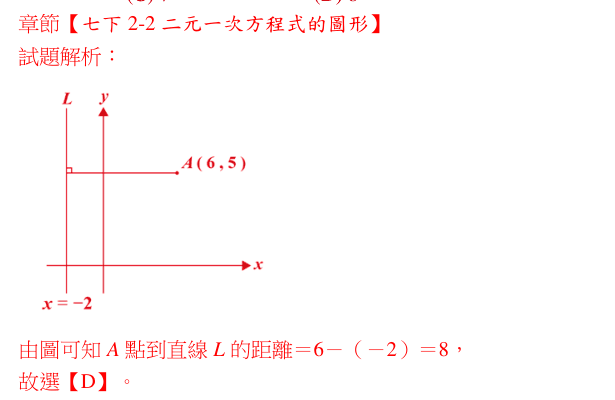 章節【七下 2-2 二元一次方程式的圖形】
試題解析：
L y
A(6,5)
x
x=−2
由圖可知 A 點到直線 L 的距離＝6－（－2）＝8，
故選【D】。